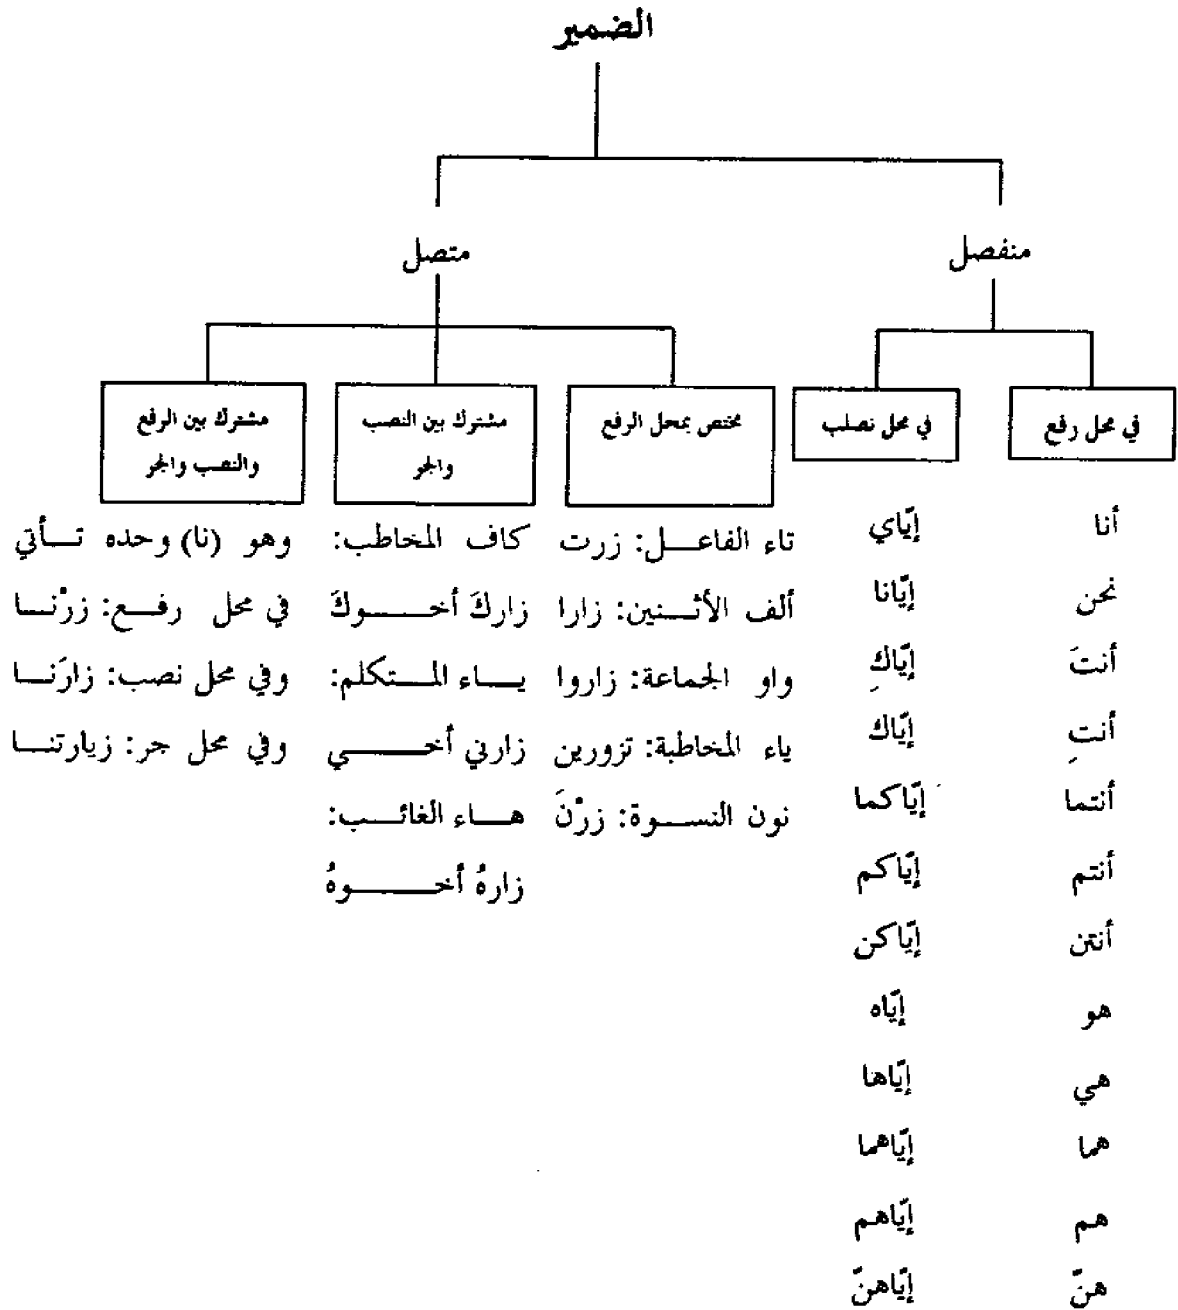 الضمير
منفصل
متصل
في محل رفع
في محل نصلب
مختص بمحل الرفع
مشترك بين النصب
والجر
مشترك بين الرفع
والنصب والجر
أنا
نحن
أنتَ
أنتِ
أنتما
أنتم
أنتن
هو
هي
هما
هم
هنّ
إيّاي
إيّانا
إيّاكِ
إيّاك
إيّاكما
إيّاكم
إيّاكن
إيّاه
إيّاها
إيّاهما
إيّاهم
إيّاهنّ
تاء الفاعل: زرت
ألف الأثنين: زارا
واو الجماعة: زاروا
ياء المخاطبة: تزورين
نون النسوة: زرْنَ
كاف المخاطب:
زاركَ أخوكَ
ياء المتكلم:
زارني أخي
هاء الغائب:
زارهُ أخوهُ
وهو (نا) وحده تأتي
في محل رفع: زرْنا
وفي محل نصب: زارَنا
وفي محل جر: زيارتنا